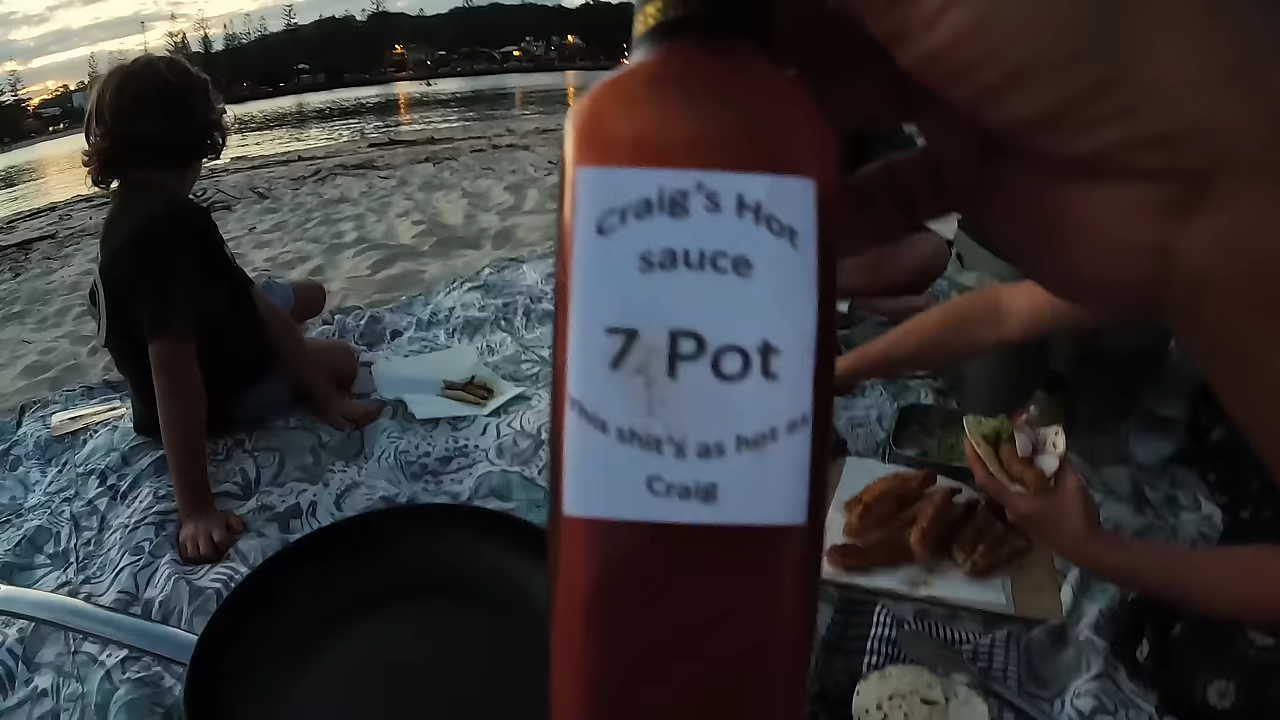 Craig's Hot
sauce
7 Pot
This shit's as hot as
Craig